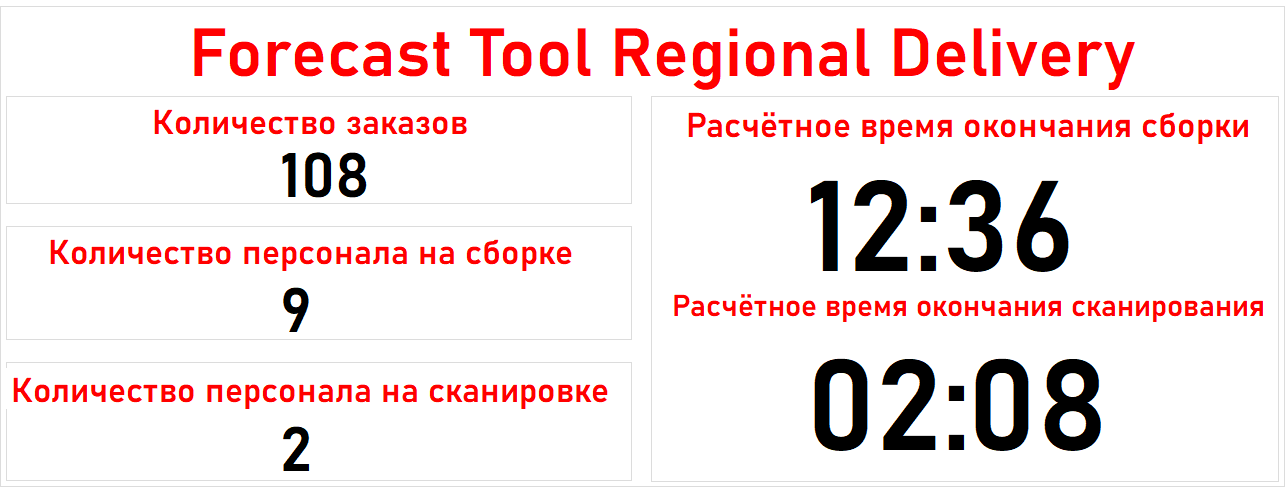 Forecast Tool Regional Delivery
Количество заказов
108
Количество персонала на сборке
9
Количество персонала на сканировке
2
Расчётное время окончания сборки
12:36
Расчётное время окончания сканирования
02:08